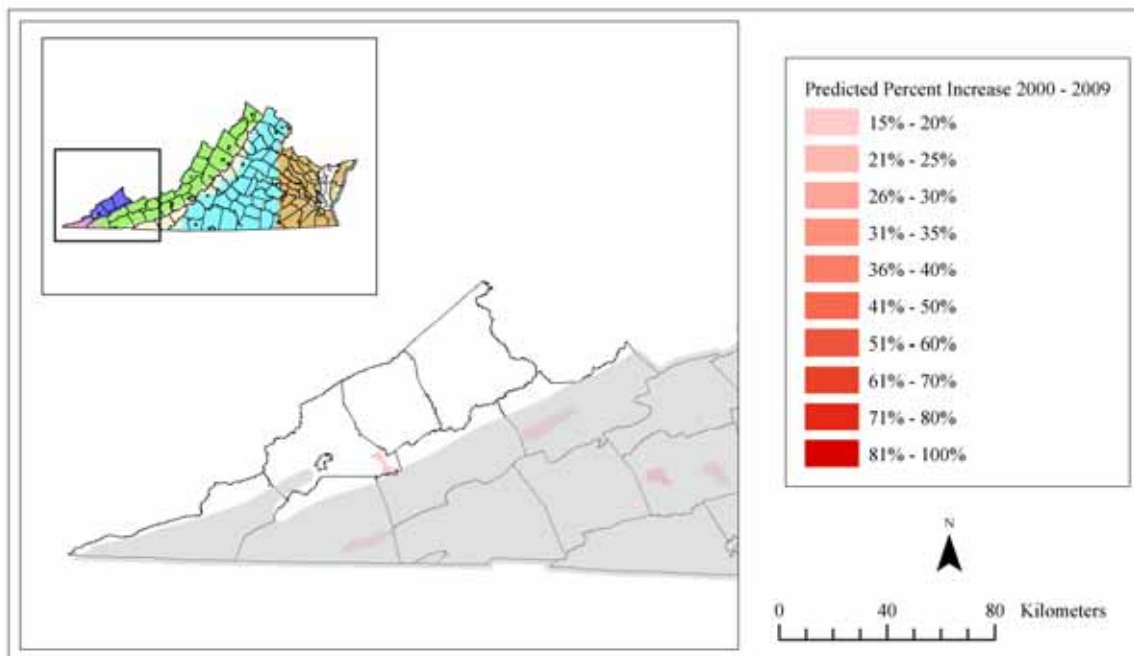 Predicted Percent Increase 2000 - 2009
15% - 20%
21% - 25%
26% - 30%
31% - 35%
36% - 40%
41% - 50%
51% - 60%
61% - 70%
71% - 80%
81% - 100%
N
0 40 80 Kilometers